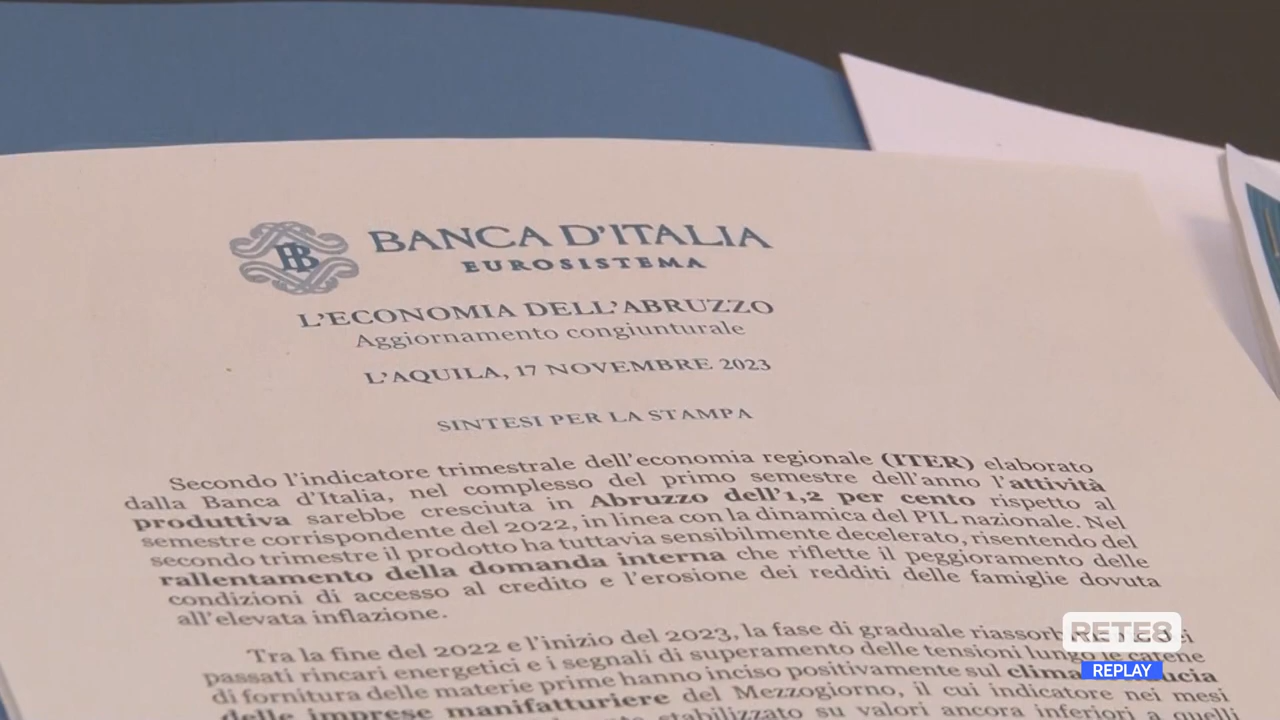 BANCA D'ITALIA
EUROSISTEMA
L'ECONOMIA DELL'ABRUZZO
Aggiornamento congiunturale
L'AQUILA, 17 NOVEMBRE 2023
SINTESI PER LA STAMPA
Secondo l'indicatore trimestrale dell'economia regionale (ITER) elaborato
dalla Banca d'Italia, nel complesso del primo semestre dell'anno l'attività
produttiva sarebbe cresciuta in Abruzzo dell'1,2 per cento rispetto al
semestre corrispondente del 2022, in linea con la dinamica del PIL nazionale. Nel
secondo trimestre il prodotto ha tuttavia sensibilmente decelerato, risentendo del
rallentamento della domanda interna che riflette il peggioramento delle
condizioni di accesso al credito e l'erosione dei redditi delle famiglie dovuta
all'elevata inflazione.
Tra la fine del 2022 e l'inizio del 2023, la fase di graduale
passati rincari energetici e i segnali di superamento delle tensioni lungo le catene
di fornitura delle materie prime hanno inciso positivamente sul
delle imprese manifatturiere del Mezzogiorno, il cui indicatore nei mesi
stabilizzato su valori ancora inferiori a quelli
RETE8
REPLAY